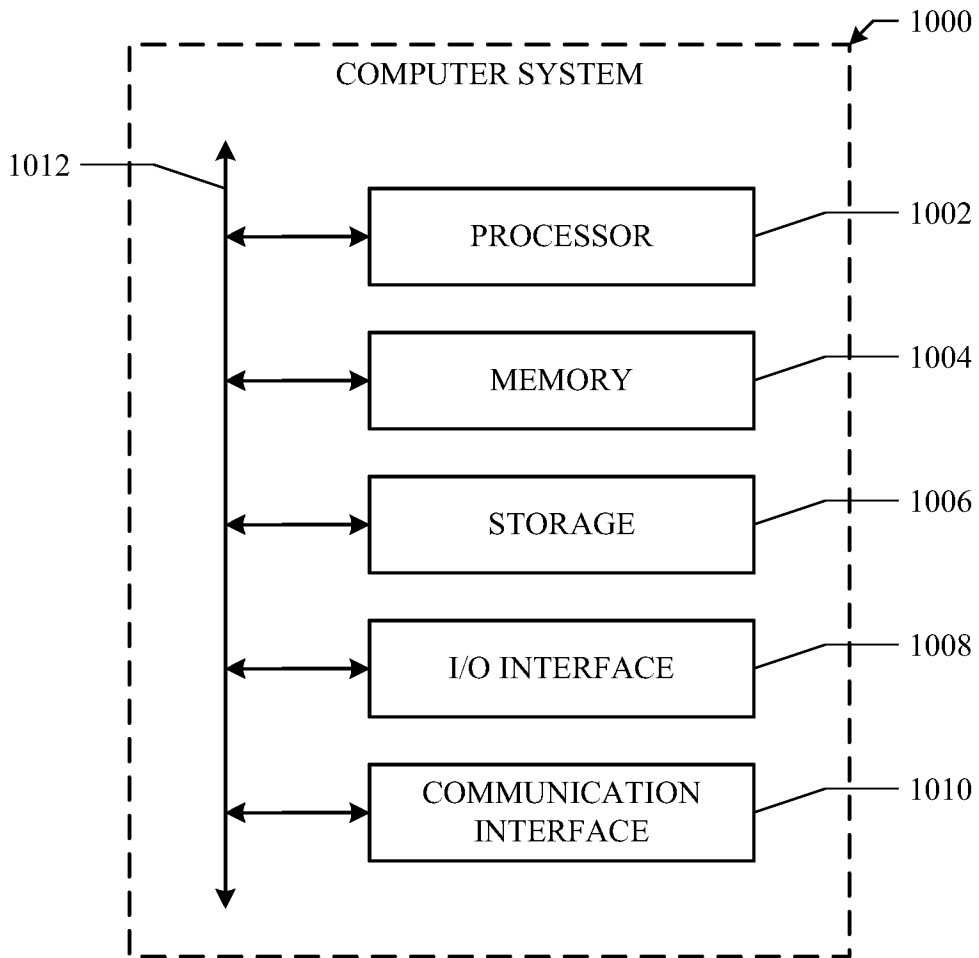 1000
COMPUTER SYSTEM
1012
1002
PROCESSOR
1004
MEMORY
1006
STORAGE
1008
I/O INTERFACE
1010
COMMUNICATION
INTERFACE